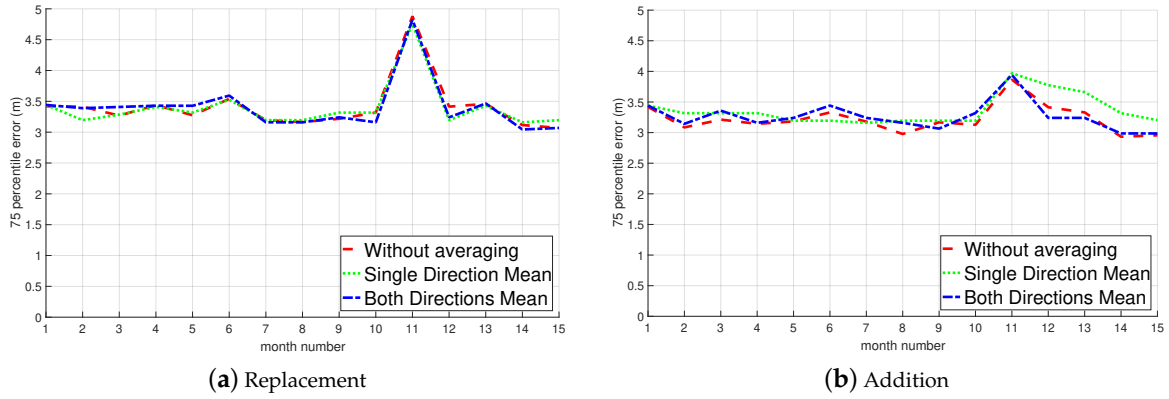 5
4.5
4
3.5
3
2.5
2
1.5
1
0.5
0
75 percentile error (m)
Without averaging
Single Direction Mean
Both Directions Mean
1 2 3 4 5 6 7 8 9 10 11 12 13 14 15
month number
(a) Replacement
5
4.5
4
3.5
3
2.5
2
1.5
1
0.5
0
75 percentile error (m)
Without averaging
Single Direction Mean
Both Directions Mean
1 2 3 4 5 6 7 8 9 10 11 12 13 14 15
month number
(b) Addition